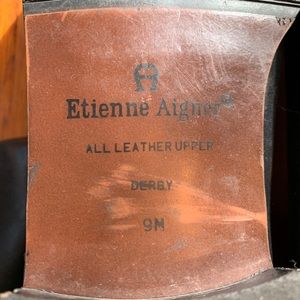 Etienne Aigner
ALL LEATHER UPPER
DERBY
9M